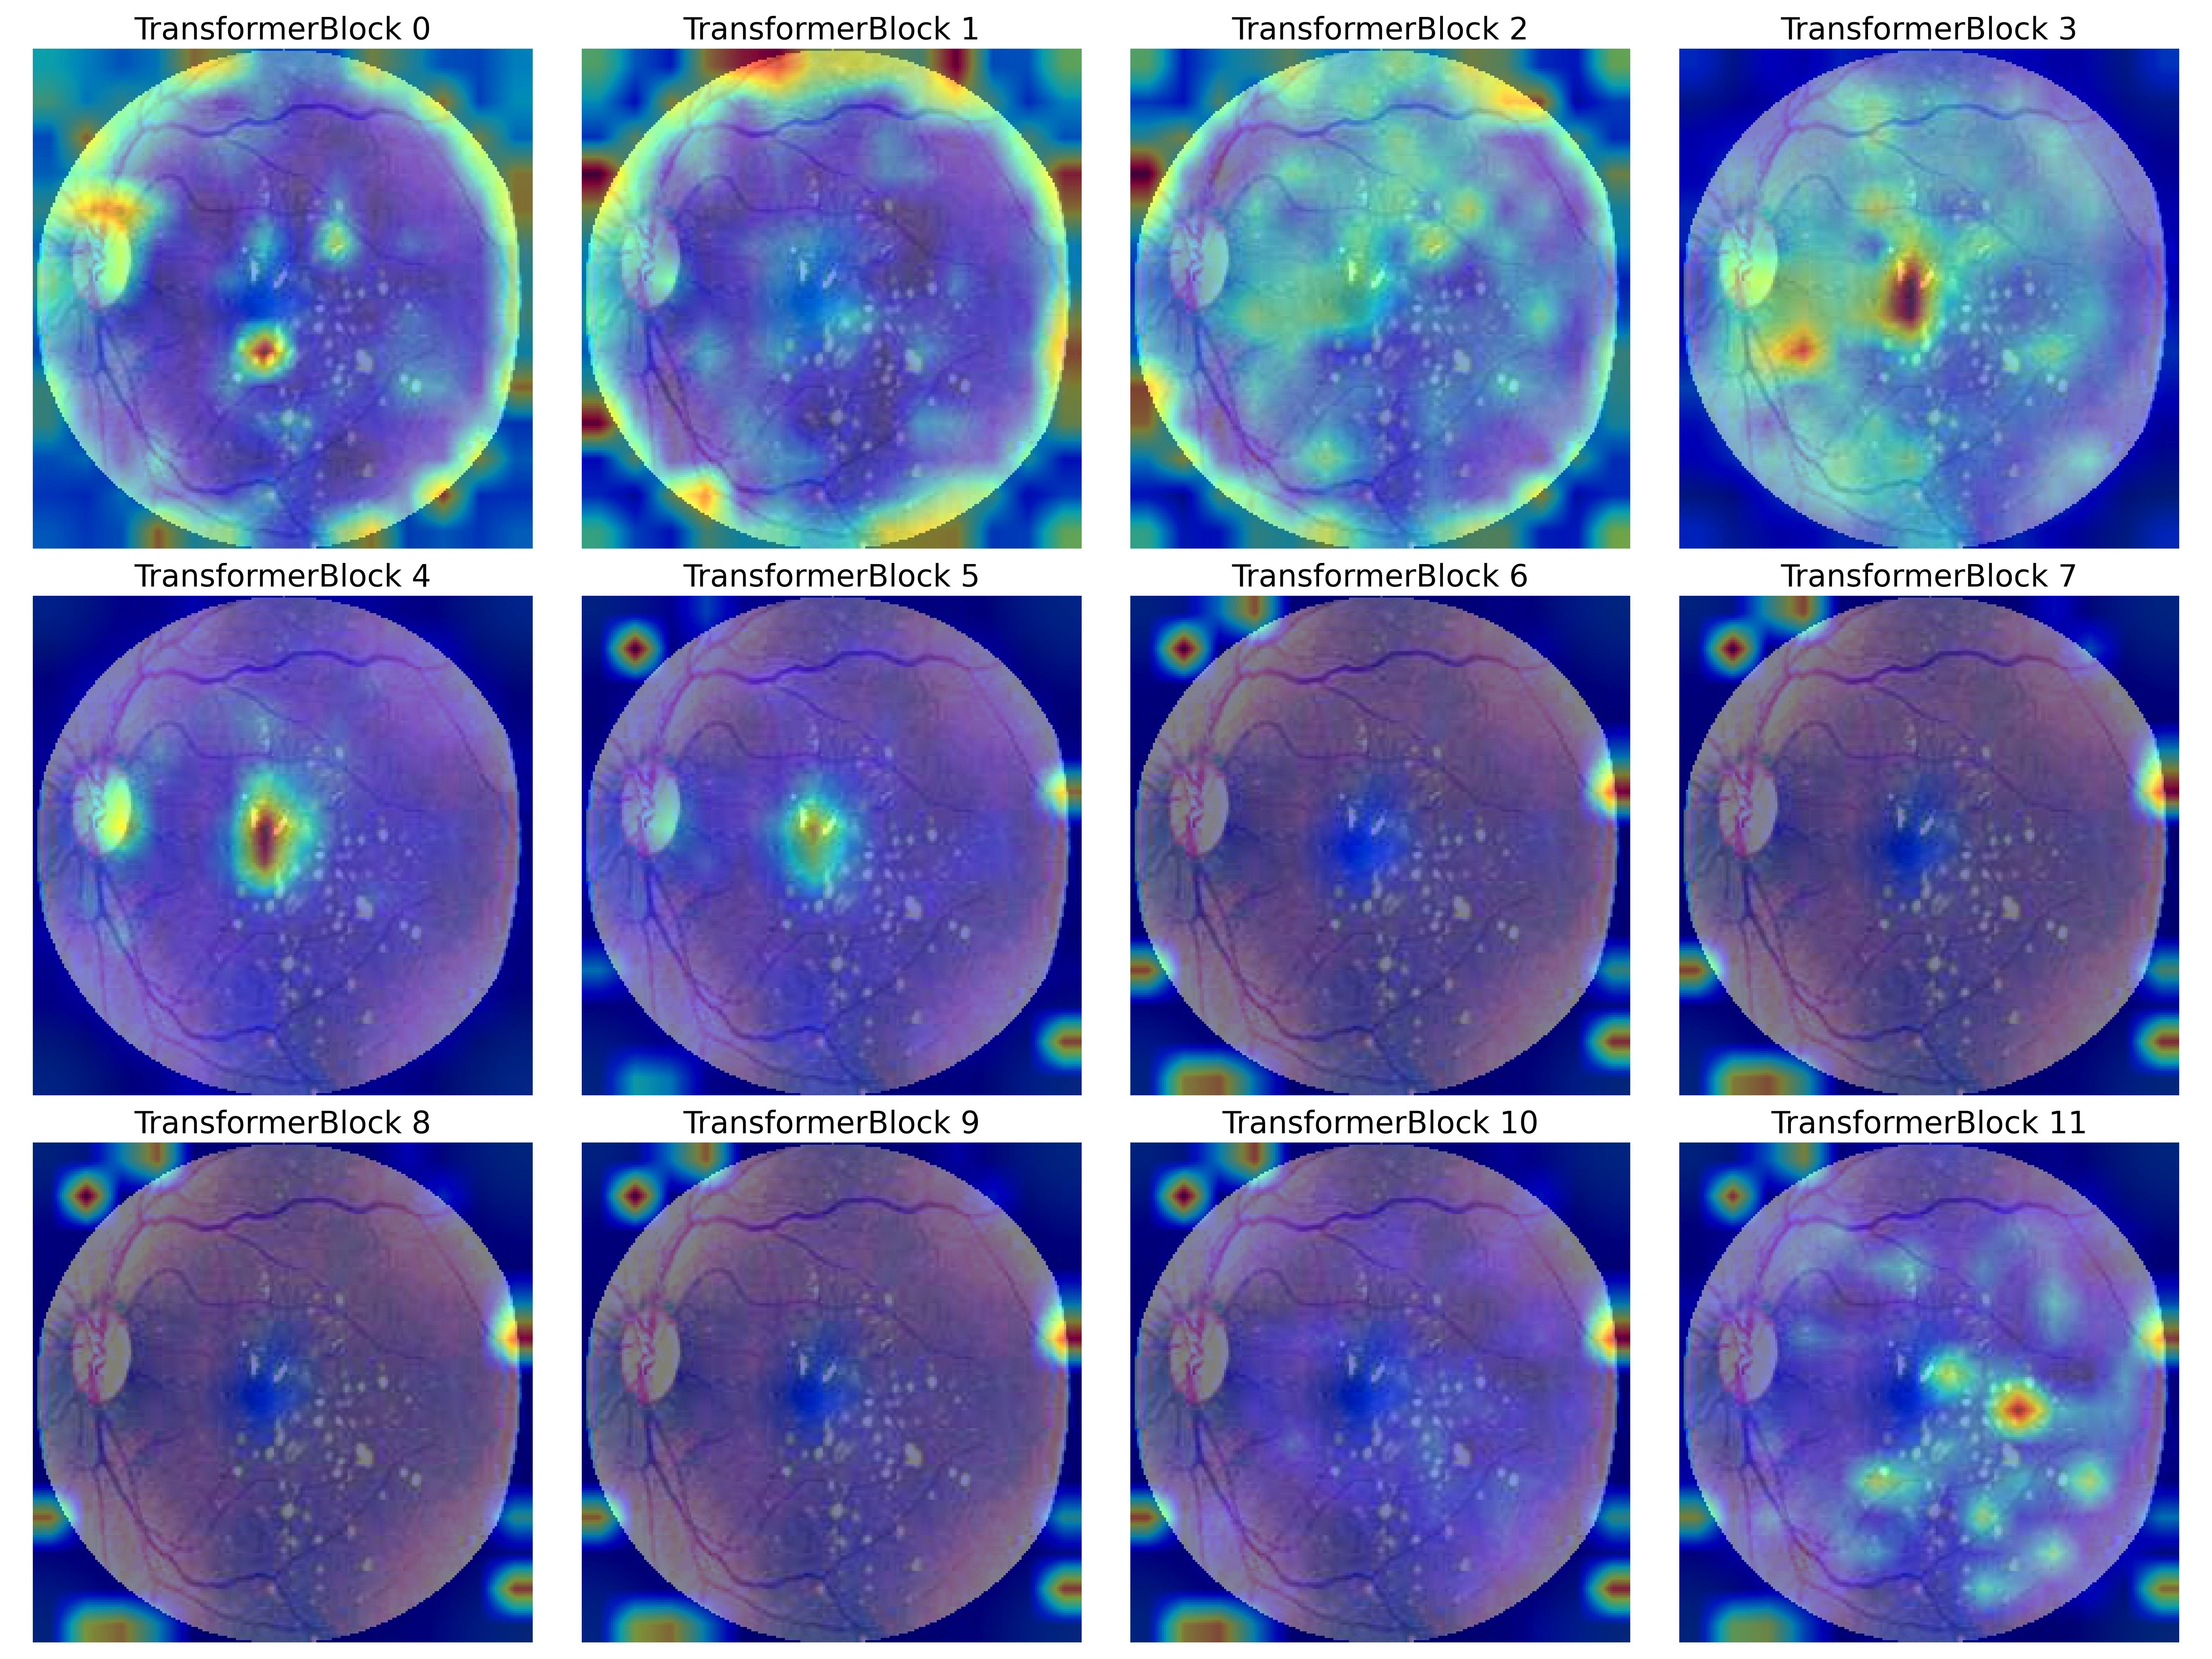 TransformerBlock 0
TransformerBlock 1
TransformerBlock 2
TransformerBlock 3
TransformerBlock 4
TransformerBlock 5
TransformerBlock 6
TransformerBlock 7
TransformerBlock 8
TransformerBlock 9
TransformerBlock 10
TransformerBlock 11